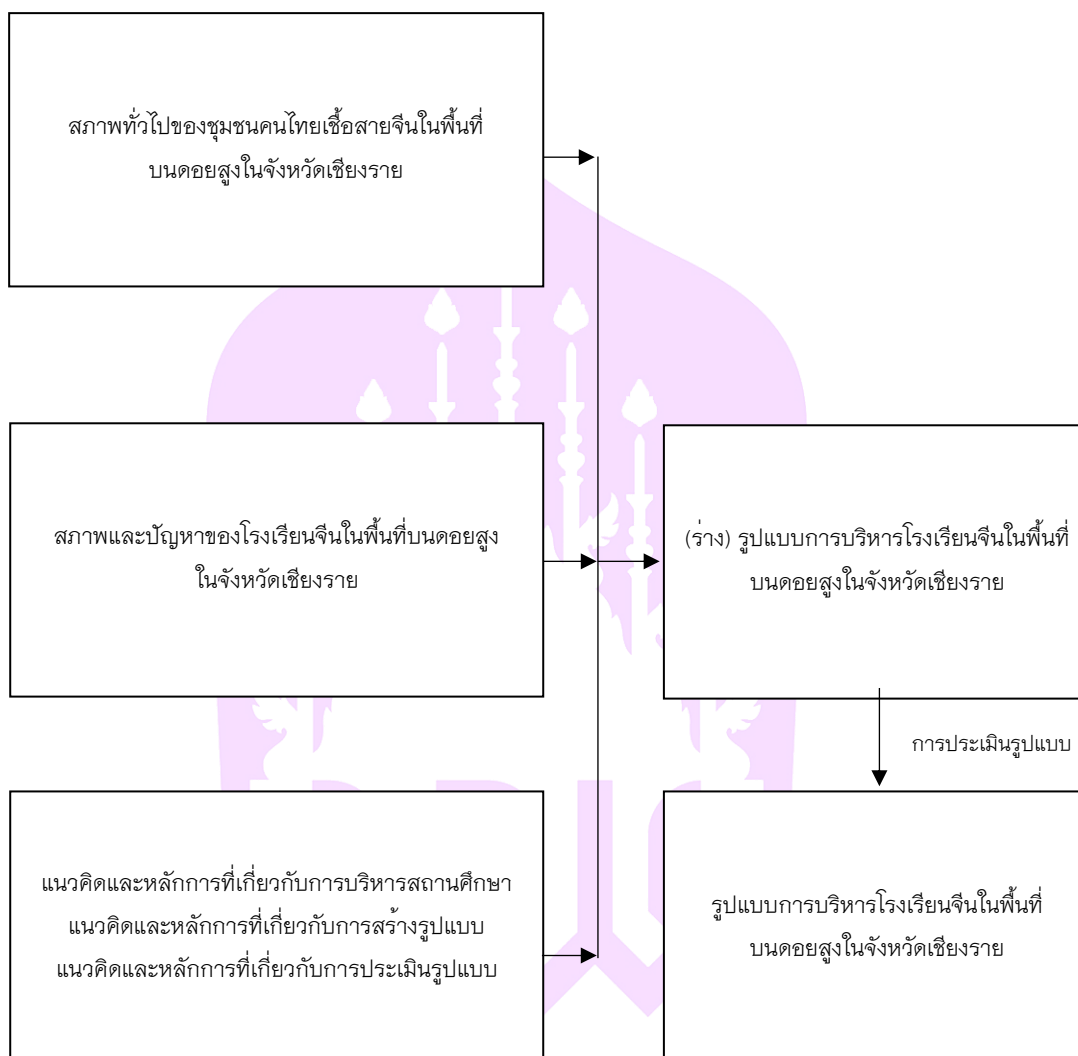 สภาพทั่วไปของชุมชนคนไทยเชื้อสายจีนในพื้นที่
บนดอยสูงในจังหวัดเชียงราย
สภาพและปัญหาของโรงเรียนจีนในพื้นที่บนดอยสูง
ในจังหวัดเชียงราย
(ร่าง) รูปแบบการบริหารโรงเรียนจีนในพื้นที่
บนดอยสูงในจังหวัดเชียงราย
การประเมินรูปแบบ
แนวคิดและหลักการที่เกี่ยวกับการบริหารสถานศึกษา
แนวคิดและหลักการที่เกี่ยวกับการสร้างรูปแบบ
แนวคิดและหลักการที่เกี่ยวกับการประเมินรูปแบบ
รูปแบบการบริหารโรงเรียนจีนในพื้นที่
บนดอยสูงในจังหวัดเชียงราย